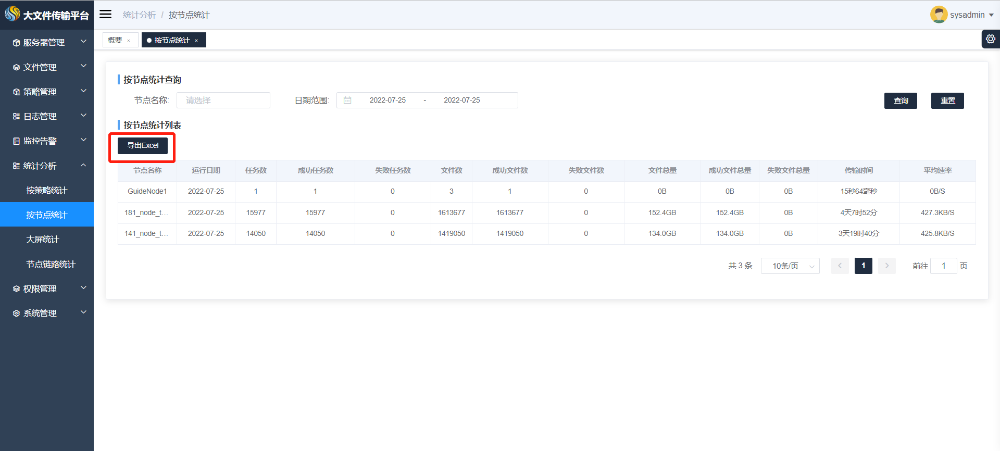 大文件传输平台
统计分析 / 按节点统计
sysadmin
概要 ×
按节点统计 ×
服务器管理
文件管理
策略管理
日志管理
监控告警
统计分析
按策略统计
按节点统计
大屏统计
节点链路统计
权限管理
系统管理
按节点统计查询
节点名称: 请选择 日期范围: 2022-07-25 - 2022-07-25 查询 重置
按节点统计列表
导出Excel
节点名称 运行日期 任务数 成功任务数 失败任务数 文件数 成功文件数 失败文件数 文件总量 成功文件总量 失败文件总量 传输时间 平均速率
GuideNode1 2022-07-25 1 1 0 3 1 0 0B 0B 0B 15秒64毫秒 0B/S
181_node_t... 2022-07-25 15977 15977 0 1613677 1613677 0 152.4GB 152.4GB 0B 4天7时52分 427.3KB/S
141_node_t... 2022-07-25 14050 14050 0 1419050 1419050 0 134.0GB 134.0GB 0B 3天19时40分 425.8KB/S
共 3 条 10条/页 1 前往 1 页